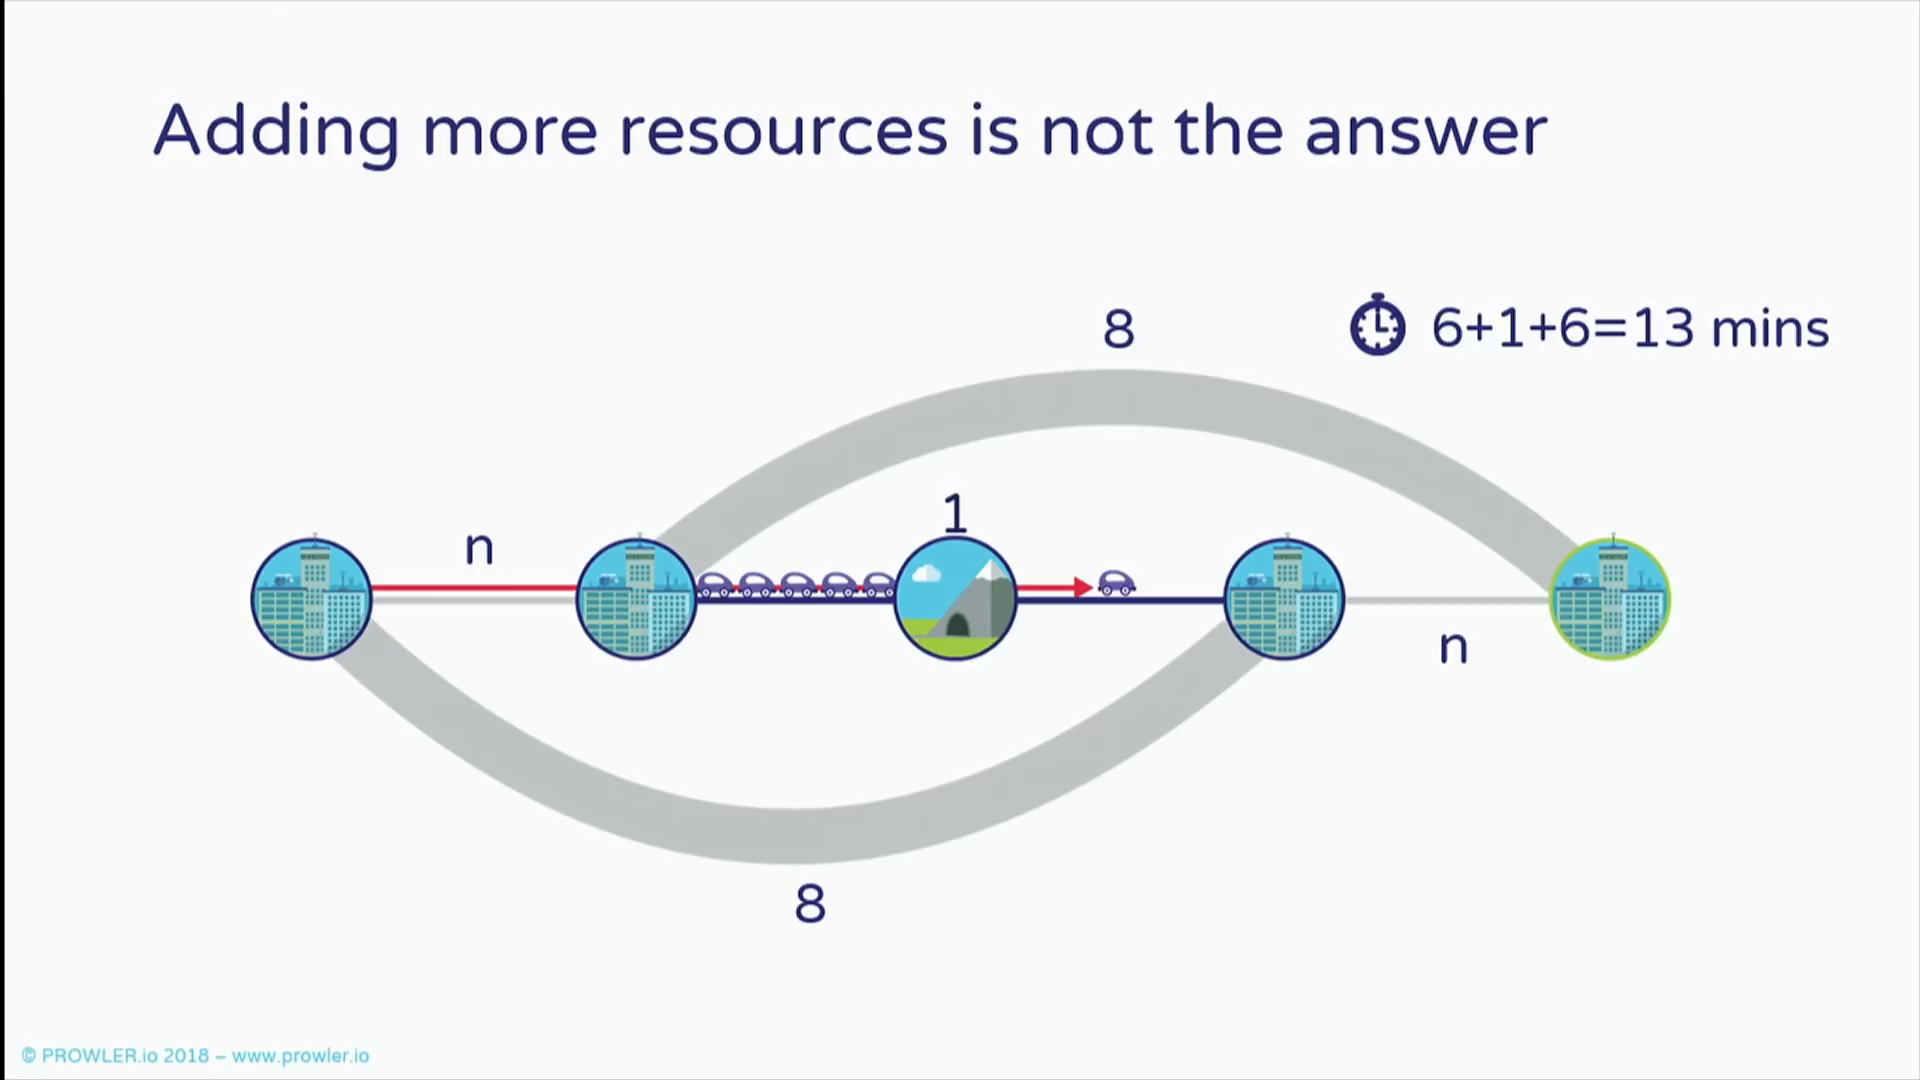 Adding more resources is not the answer
8
6+1+6=13 mins
1
n
n
8
© PROWLER.io 2018 – www.prowler.io